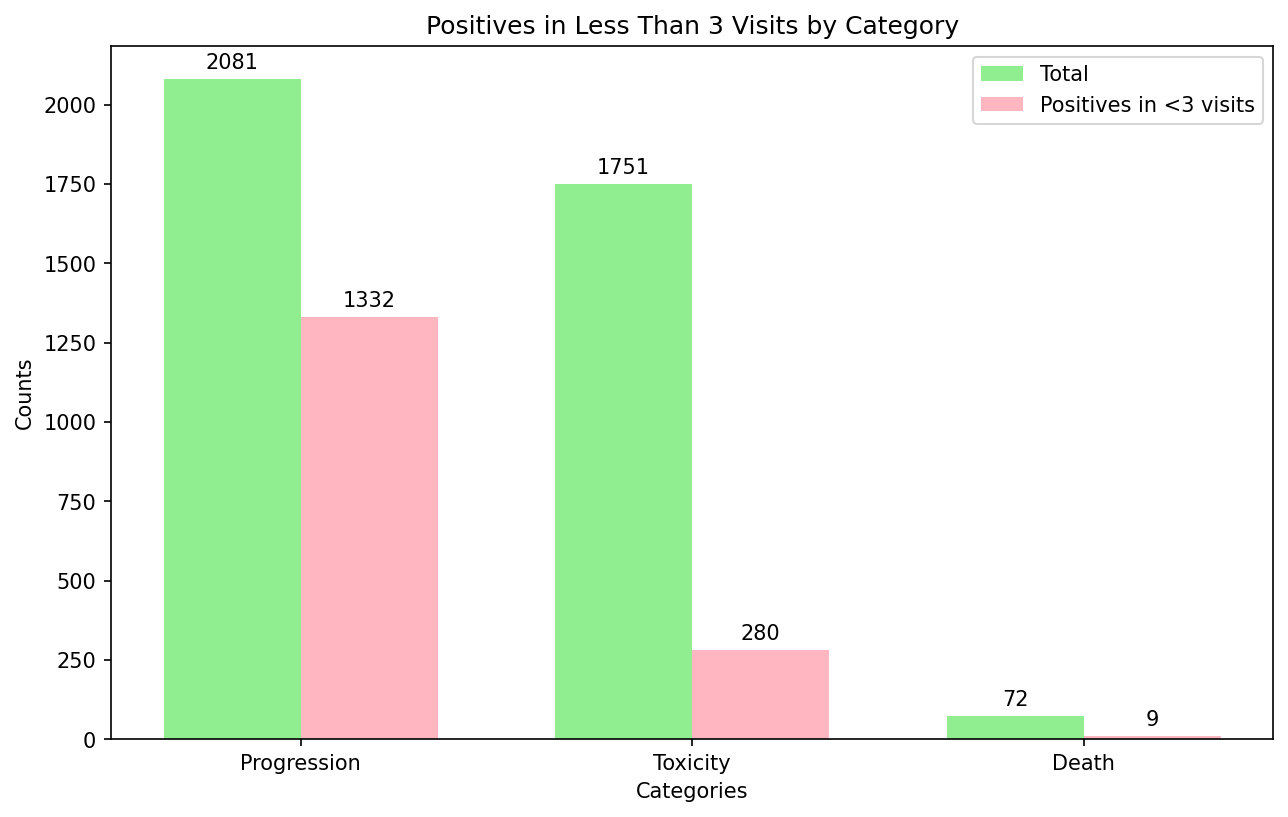 Positives in Less Than 3 Visits by Category
Total
Positives in <3 visits
Counts
2000
1750
1500
1250
1000
750
500
250
0
2081
1332
1751
280
72
9
Progression
Toxicity
Death
Categories